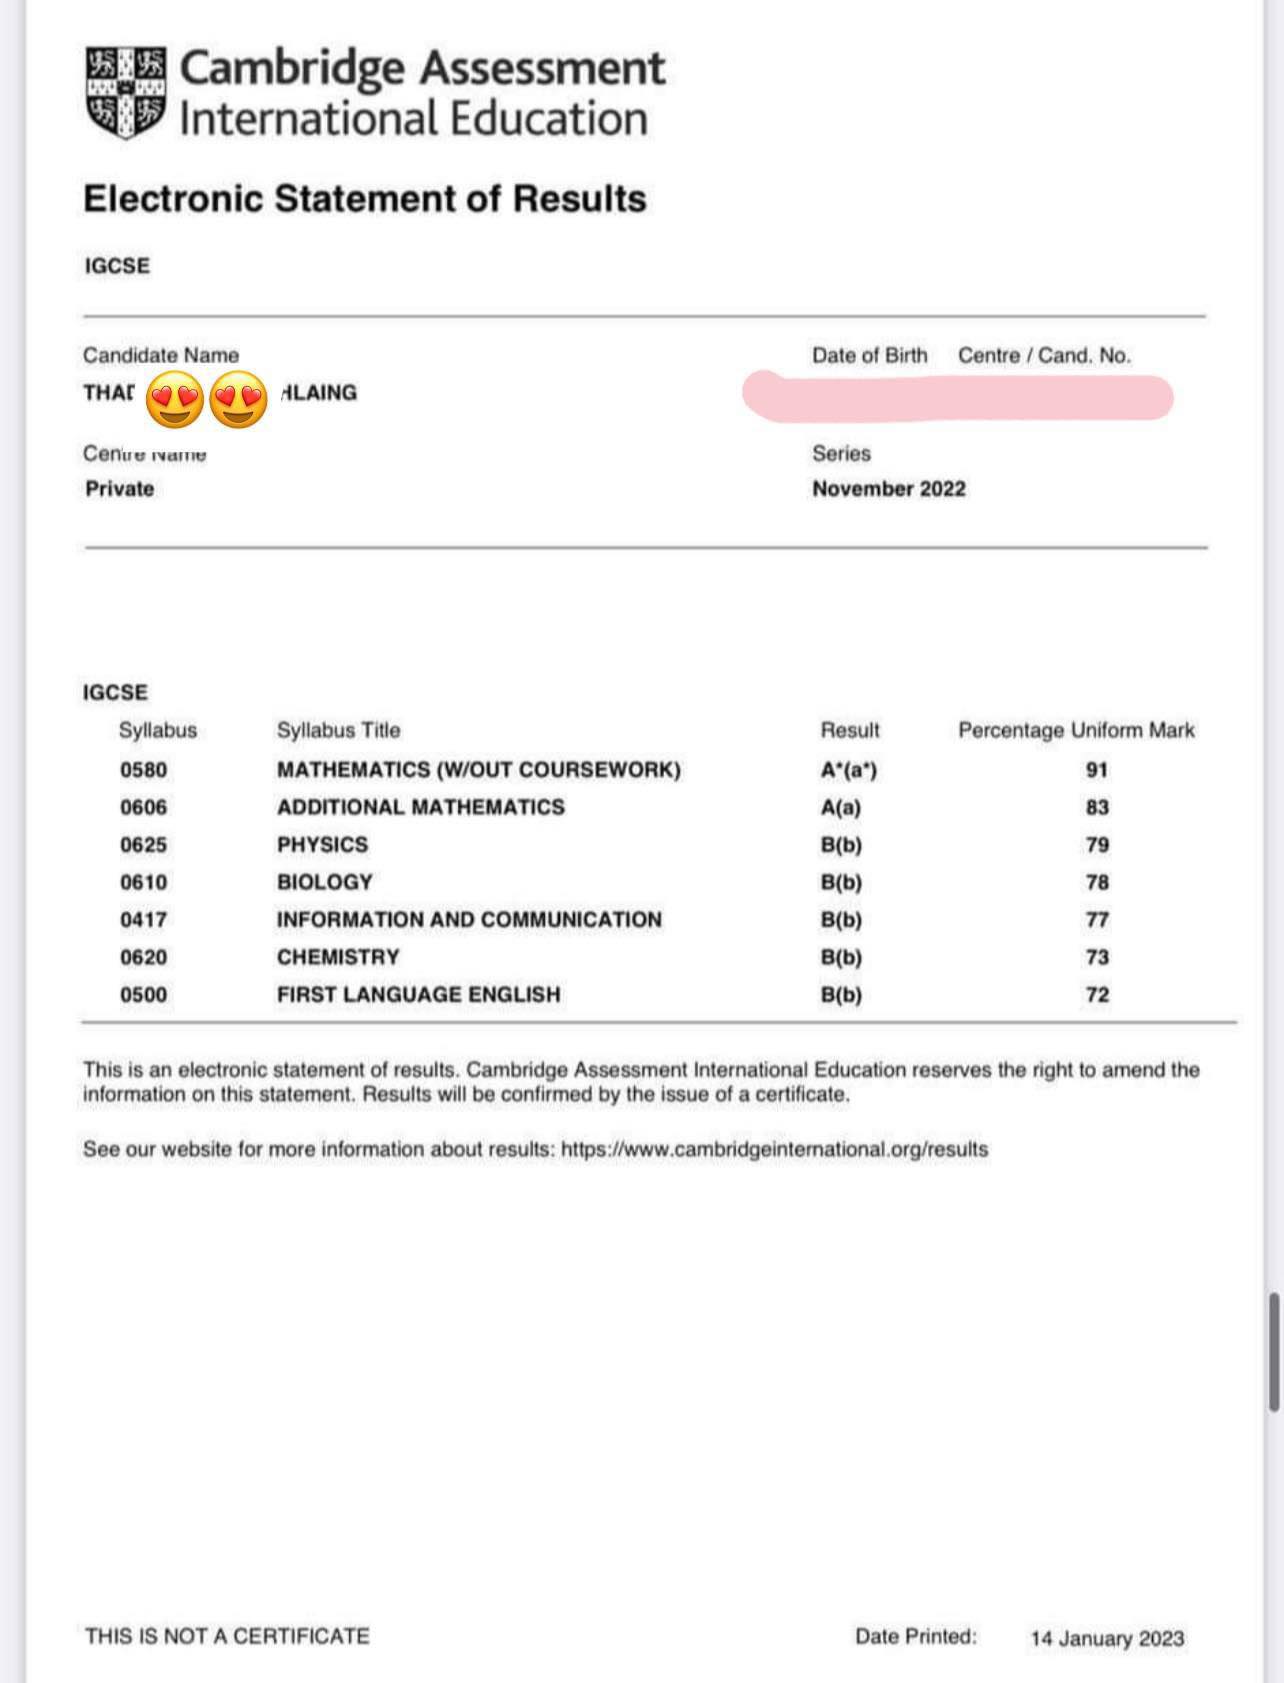 Cambridge Assessment
International Education
Electronic Statement of Results
IGCSE
Candidate Name Date of Birth Centre / Cand. No.
HLAING
Centre Name Series
Private November 2022
IGCSE
Syllabus Syllabus Title Result Percentage Uniform Mark
0580 MATHEMATICS (W/OUT COURSEWORK) A*(a*) 91
0606 ADDITIONAL MATHEMATICS A(a) 83
0625 PHYSICS B(b) 79
0610 BIOLOGY B(b) 78
0417 INFORMATION AND COMMUNICATION B(b) 77
0620 CHEMISTRY B(b) 73
0500 FIRST LANGUAGE ENGLISH B(b) 72
This is an electronic statement of results. Cambridge Assessment International Education reserves the right to amend the
information on this statement. Results will be confirmed by the issue of a certificate.
See our website for more information about results: https://www.cambridgeinternational.org/results
THIS IS NOT A CERTIFICATE Date Printed: 14 January 2023